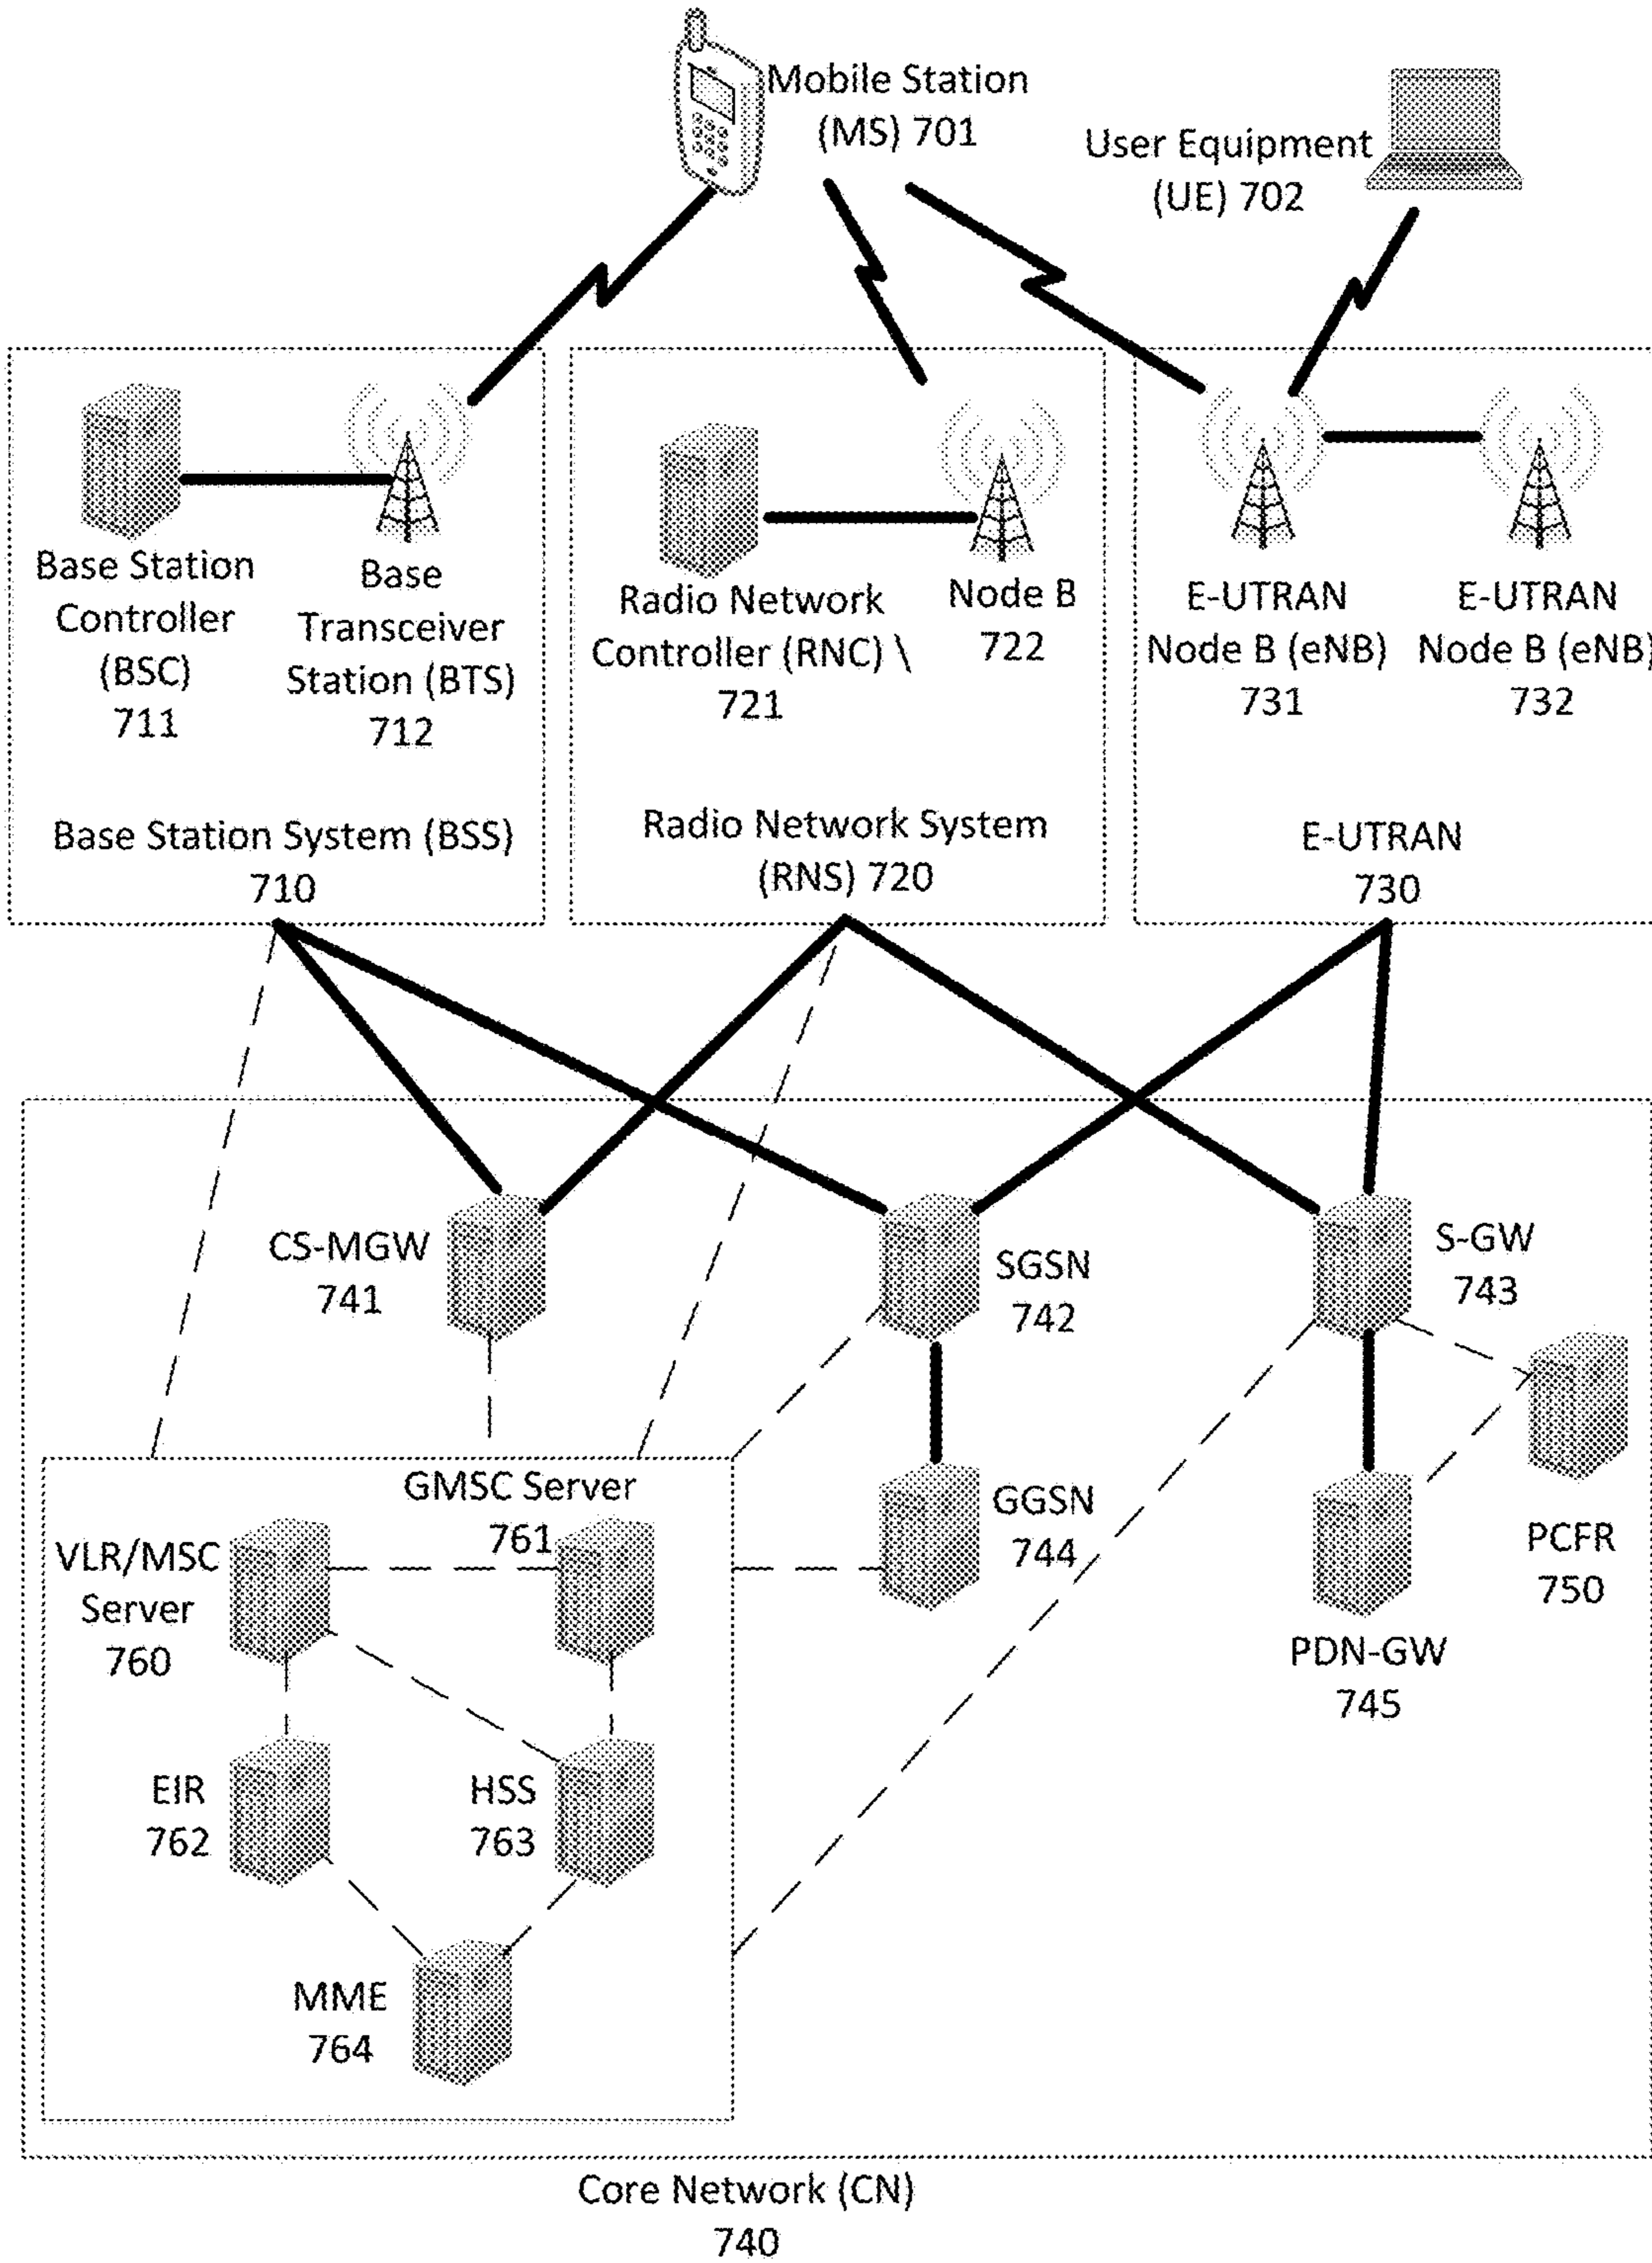 Mobile Station
(MS) 701
User Equipment
(UE) 702
Base Station
Controller
(BSC)
711
Base
Transceiver
Station (BTS)
712
Base Station System (BSS)
710
Radio Network
Controller (RNC) \
721
Node B
722
Radio Network System
(RNS) 720
E-UTRAN
Node B (eNB)
731
E-UTRAN
Node B (eNB)
732
E-UTRAN
730
CS-MGW
741
SGSN
742
S-GW
743
GMSC Server
761
VLR/MSC
Server
760
GGSN
744
PCFR
750
PDN-GW
745
EIR
762
HSS
763
MME
764
Core Network (CN)
740